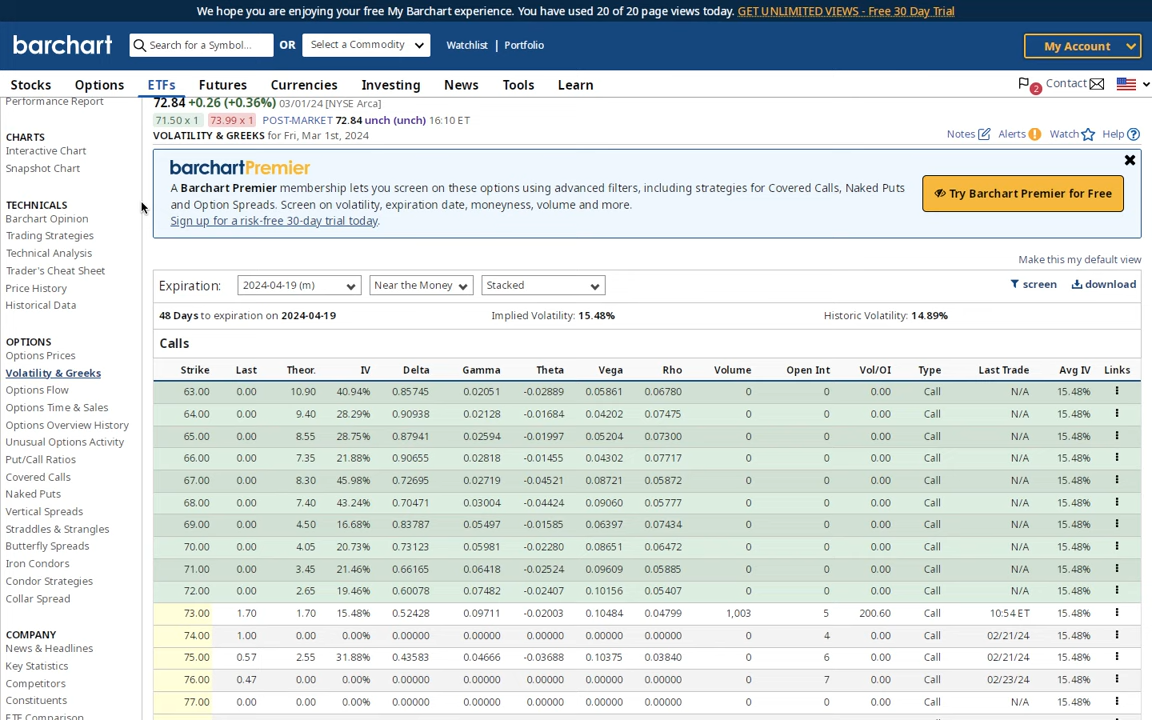 We hope you are enjoying your free My Barchart experience. You have used 20 of 20 page views today. GET UNLIMITED VIEWS - Free 30 Day Trial
barchart Search for a Symbol... OR Select a Commodity Watchlist | Portfolio My Account
Stocks Options ETFs Futures Currencies Investing News Tools Learn 2 Contact
Performance Report
CHARTS
Interactive Chart
Snapshot Chart
TECHNICALS
Barchart Opinion
Trading Strategies
Technical Analysis
Trader's Cheat Sheet
Price History
Historical Data
OPTIONS
Options Prices
Volatility & Greeks
Options Flow
Options Time & Sales
Options Overview History
Unusual Options Activity
Put/Call Ratios
Covered Calls
Naked Puts
Vertical Spreads
Straddles & Strangles
Butterfly Spreads
Iron Condors
Condor Strategies
Collar Spread
COMPANY
News & Headlines
Key Statistics
Competitors
Constituents
ETF Comparison
72.84 +0.26 (+0.36%) 03/01/24 [NYSE Arca]
71.50 x 1 73.99 x 1 POST-MARKET 72.84 unch (unch) 16:10 ET
VOLATILITY & GREEKS for Fri, Mar 1st, 2024 Notes Alerts Watch Help
barchartPremier
A Barchart Premier membership lets you screen on these options using advanced filters, including strategies for Covered Calls, Naked Puts
and Option Spreads. Screen on volatility, expiration date, moneyness, volume and more.
Sign up for a risk-free 30-day trial today.
Try Barchart Premier for Free
Make this my default view
Expiration: 2024-04-19 (m) Near the Money Stacked screen download
48 Days to expiration on 2024-04-19 Implied Volatility: 15.48% Historic Volatility: 14.89%
Calls
Strike Last Theor. IV Delta Gamma Theta Vega Rho Volume Open Int Vol/OI Type Last Trade Avg IV Links
63.00 0.00 10.90 40.94% 0.85745 0.02051 -0.02889 0.05861 0.06780 0 0 0.00 Call N/A 15.48%
64.00 0.00 9.40 28.29% 0.90938 0.02128 -0.01684 0.04202 0.07475 0 0 0.00 Call N/A 15.48%
65.00 0.00 8.55 28.75% 0.87941 0.02594 -0.01997 0.05204 0.07300 0 0 0.00 Call N/A 15.48%
66.00 0.00 7.35 21.88% 0.90655 0.02818 -0.01455 0.04302 0.07717 0 0 0.00 Call N/A 15.48%
67.00 0.00 8.30 45.98% 0.72695 0.02719 -0.04521 0.08721 0.05872 0 0 0.00 Call N/A 15.48%
68.00 0.00 7.40 43.24% 0.70471 0.03004 -0.04424 0.09060 0.05777 0 0 0.00 Call N/A 15.48%
69.00 0.00 4.50 16.68% 0.83787 0.05497 -0.01585 0.06397 0.07434 0 0 0.00 Call N/A 15.48%
70.00 0.00 4.05 20.73% 0.73123 0.05981 -0.02280 0.08651 0.06472 0 0 0.00 Call N/A 15.48%
71.00 0.00 3.45 21.46% 0.66165 0.06418 -0.02524 0.09609 0.05885 0 0 0.00 Call N/A 15.48%
72.00 0.00 2.65 19.46% 0.60078 0.07482 -0.02407 0.10156 0.05407 0 0 0.00 Call N/A 15.48%
73.00 1.70 1.70 15.48% 0.52428 0.09711 -0.02003 0.10484 0.04799 1,003 5 200.60 Call 10:54 ET 15.48%
74.00 1.00 0.00 0.00% 0.00000 0.00000 0.00000 0.00000 0.00000 0 4 0.00 Call 02/21/24 15.48%
75.00 0.57 2.55 31.88% 0.43583 0.04666 -0.03688 0.10375 0.03840 0 6 0.00 Call 02/21/24 15.48%
76.00 0.47 0.00 0.00% 0.00000 0.00000 0.00000 0.00000 0.00000 0 7 0.00 Call 02/23/24 15.48%
77.00 0.00 0.00 0.00% 0.00000 0.00000 0.00000 0.00000 0.00000 0 0 0.00 Call N/A 15.48%